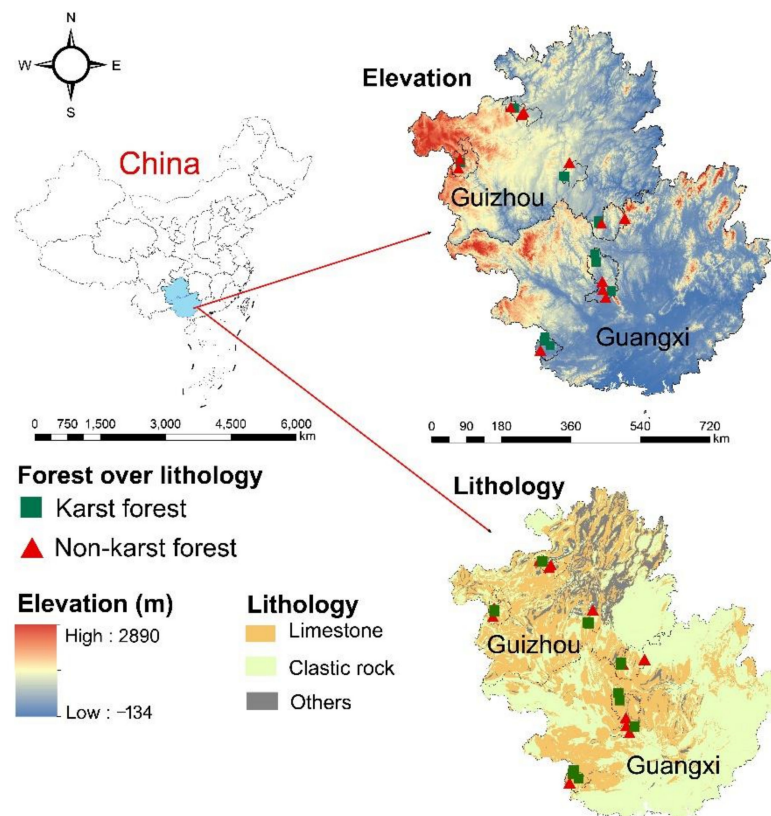 N
W E
S
China
Elevation
Guizhou
Guangxi
0 750 1,500 3,000 4,500 6,000
km
0 90 180 360 540 720
km
Forest over lithology
Karst forest
Non-karst forest
Elevation (m)
High : 2890
Low : −134
Lithology
Limestone
Clastic rock
Others
Lithology
Guizhou
Guangxi